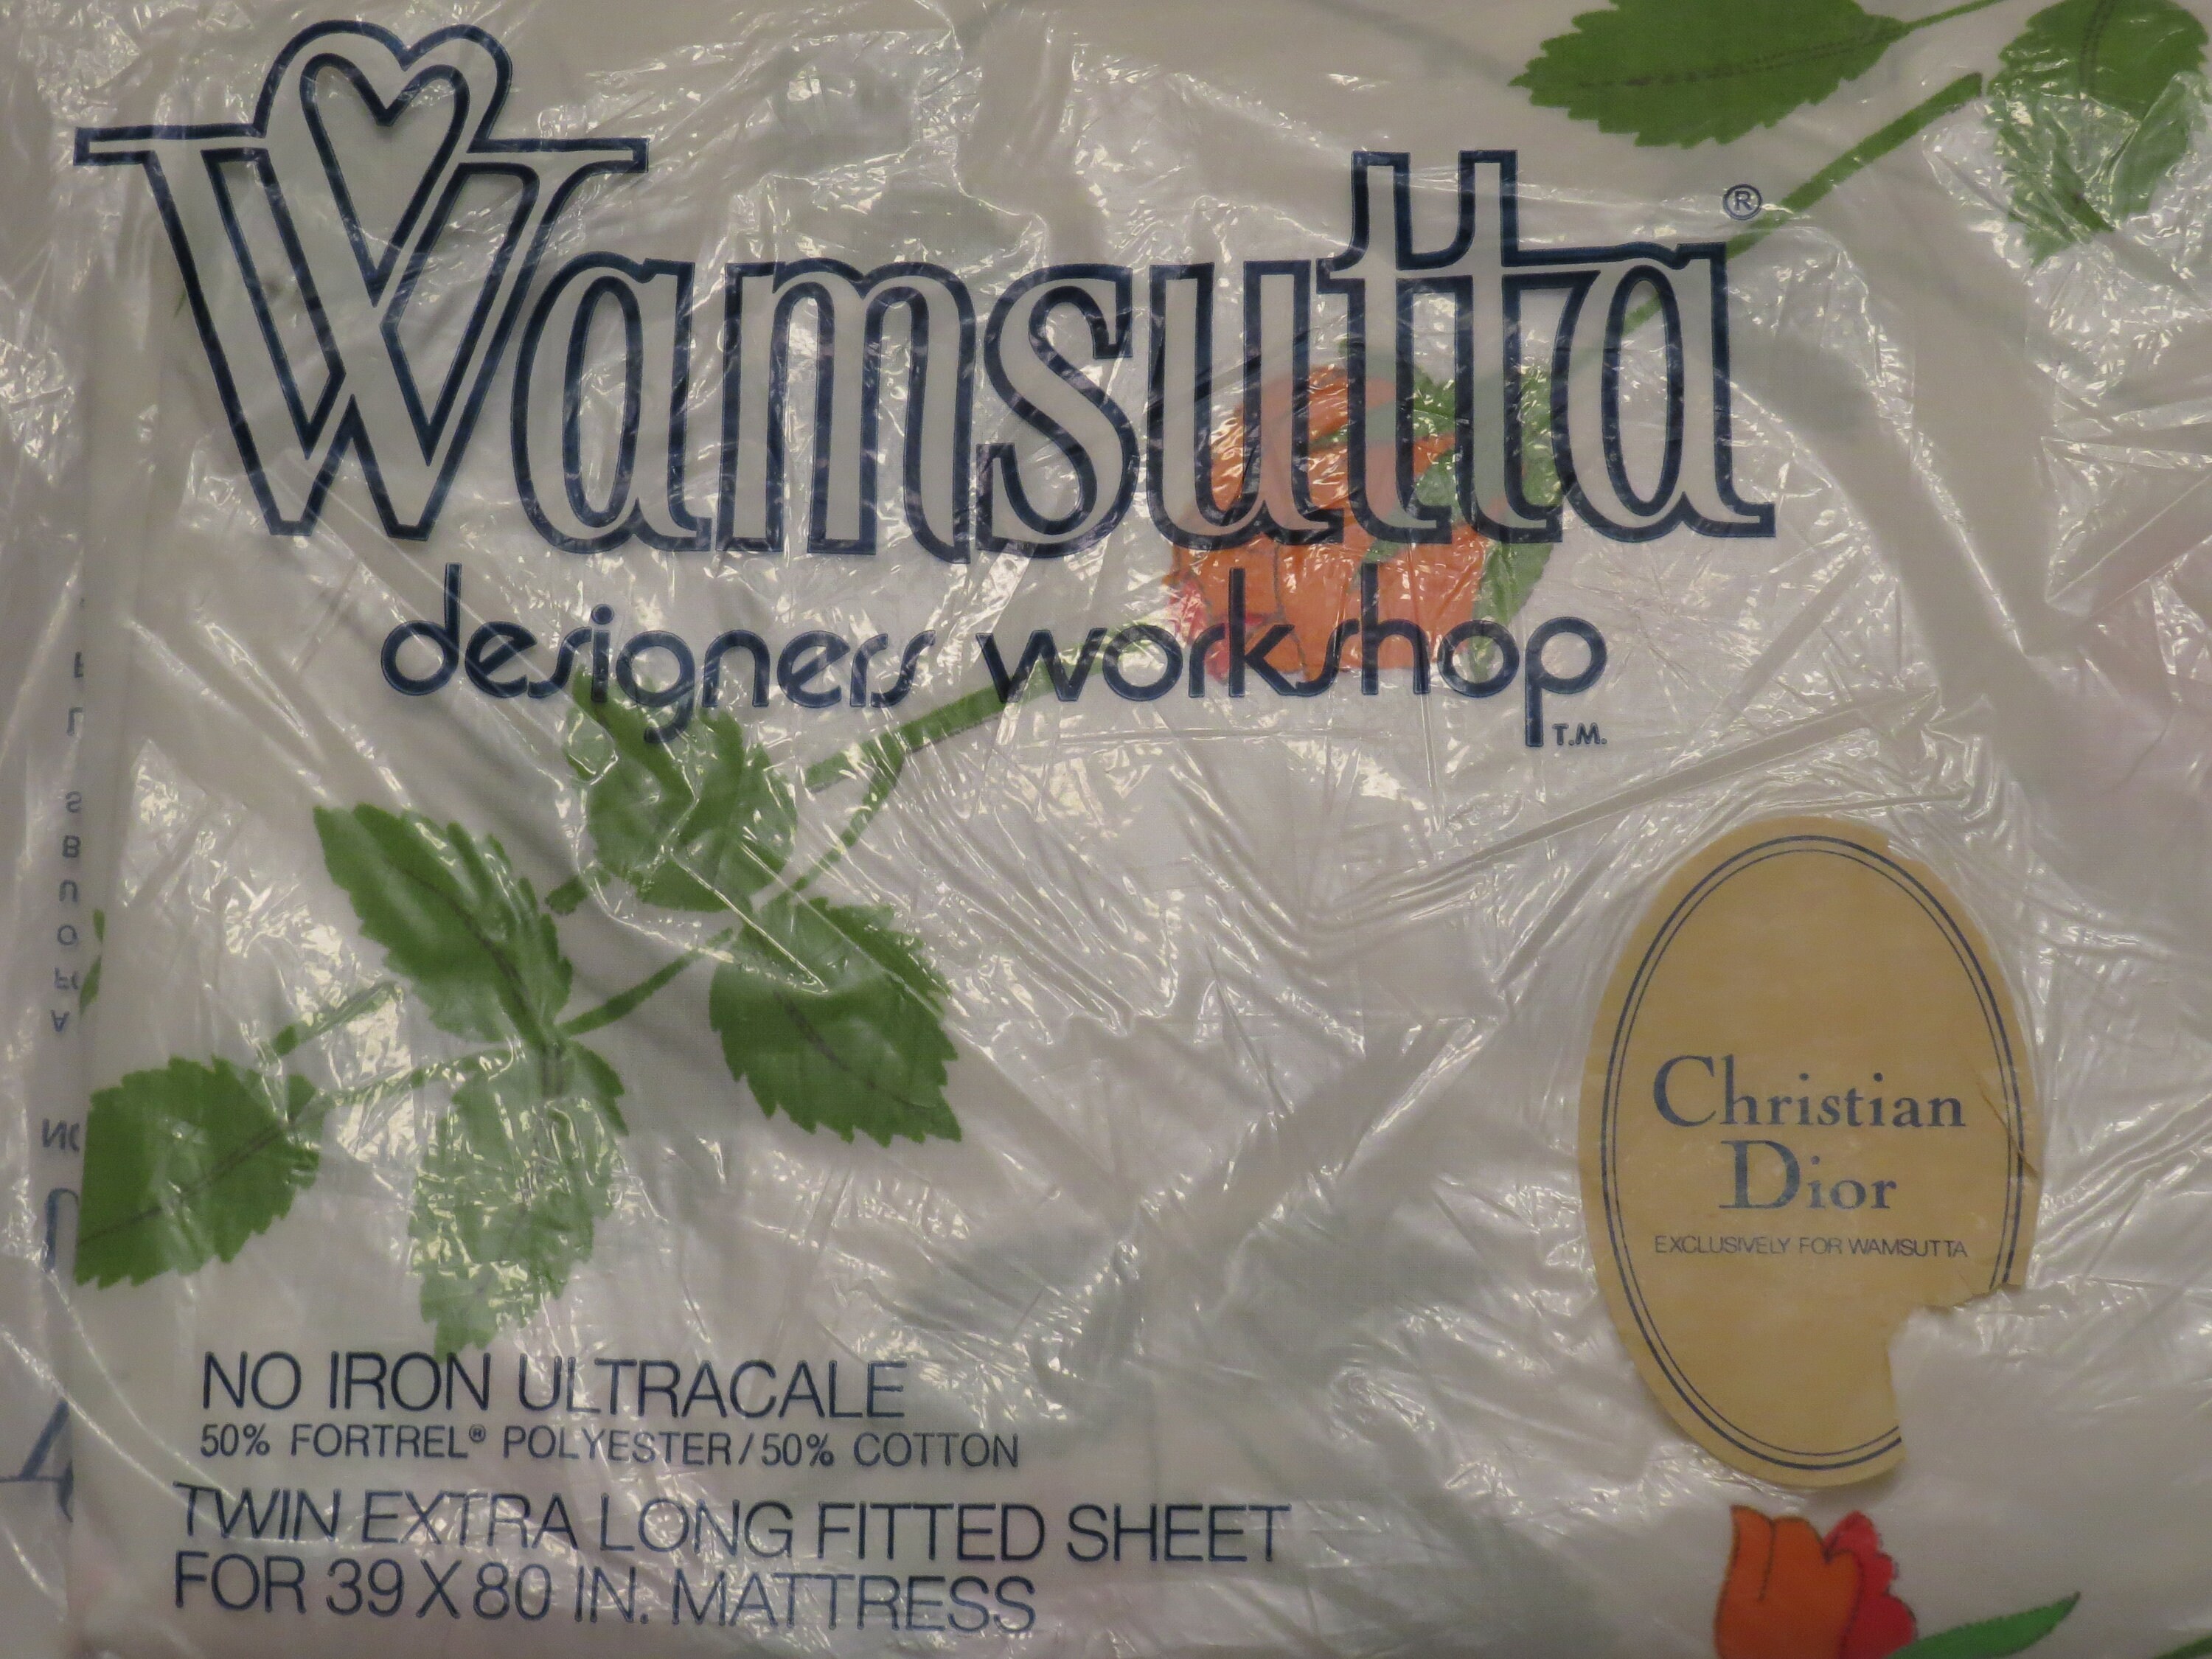 Wamsutta®
designers workshop
T.M.
Christian
Dior
EXCLUSIVELY FOR WAMSUTTA
NO IRON ULTRACALE
50% FORTREL® POLYESTER/50% COTTON
TWIN EXTRA LONG FITTED SHEET
FOR 39 X 80 IN. MATTRESS